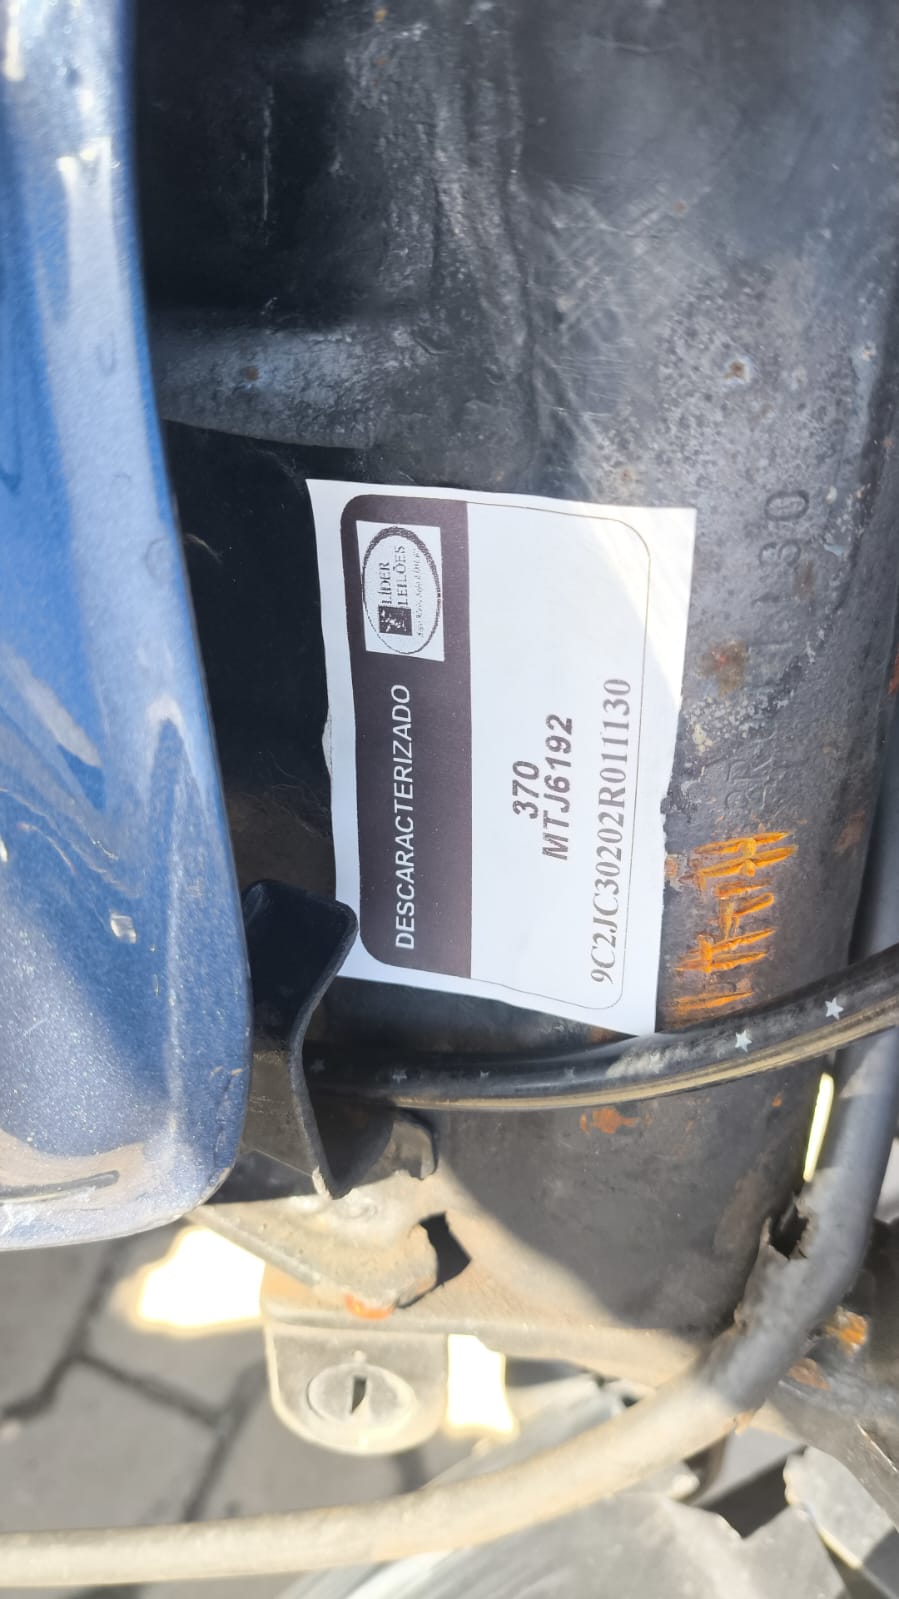 DESCARACTERIZADO
LÍDER
LEILÕES
370
MTJ6192
9C2JC30202R011130